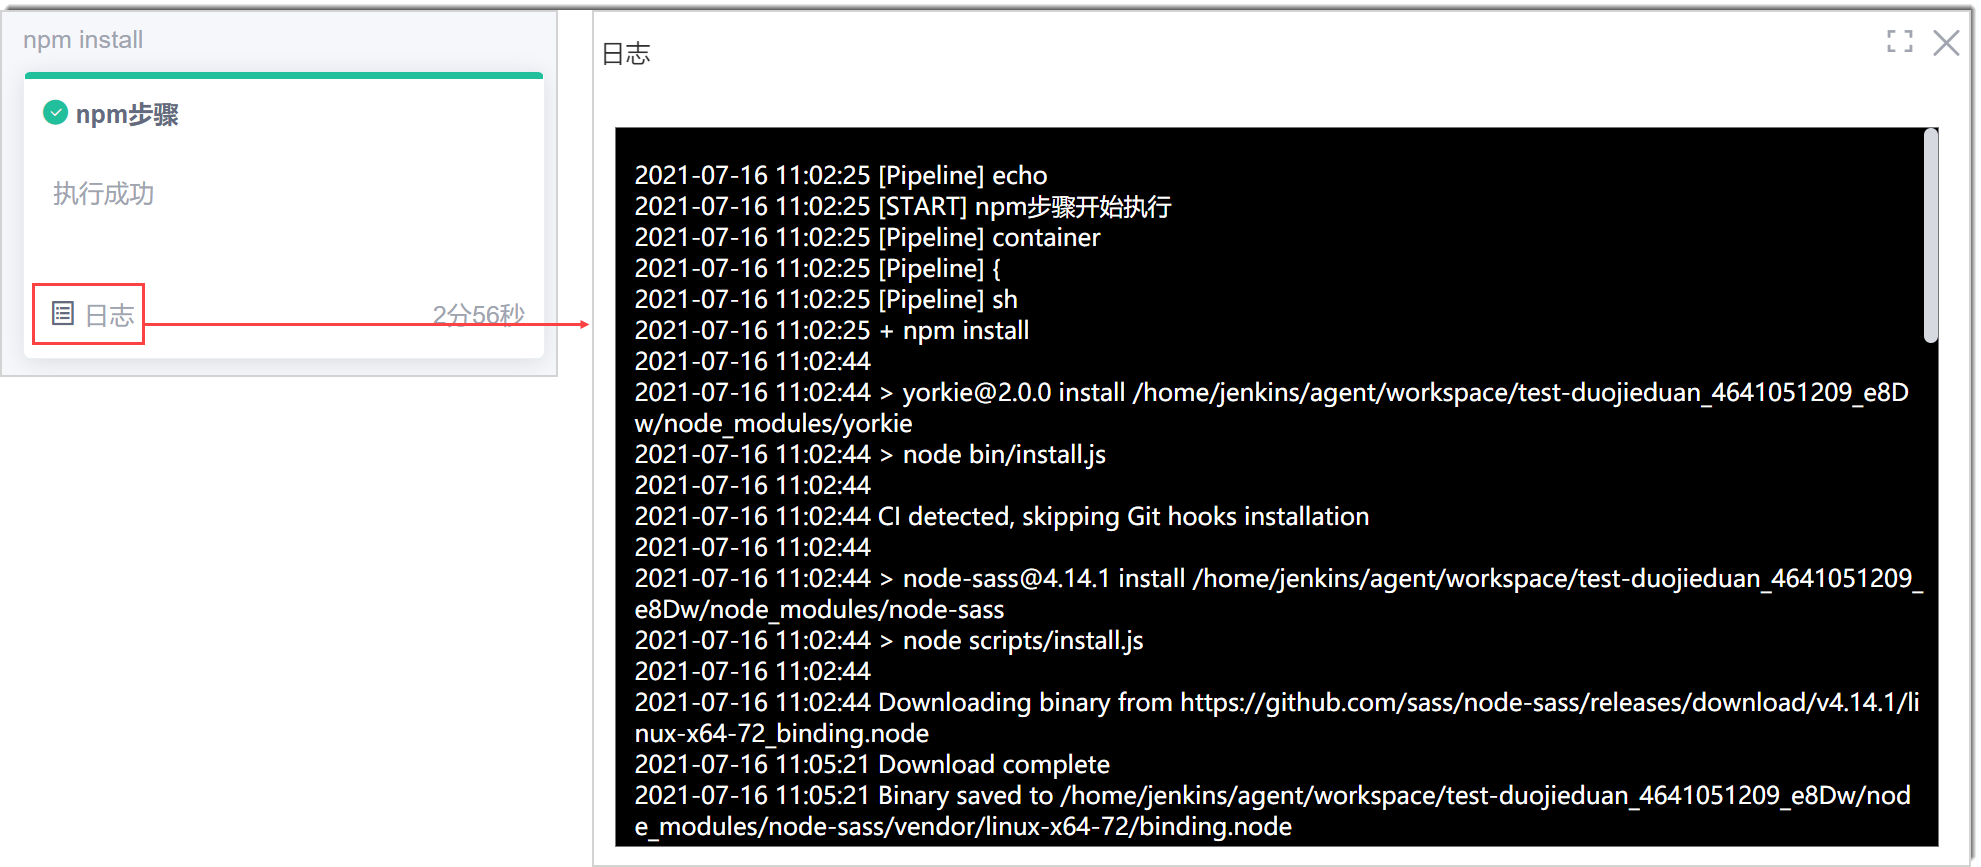 npm install
npm步骤
执行成功
日志
2分56秒
日志
2021-07-16 11:02:25 [Pipeline] echo
2021-07-16 11:02:25 [START] npm步骤开始执行
2021-07-16 11:02:25 [Pipeline] container
2021-07-16 11:02:25 [Pipeline] {
2021-07-16 11:02:25 [Pipeline] sh
2021-07-16 11:02:25 + npm install
2021-07-16 11:02:44
2021-07-16 11:02:44 > yorkie@2.0.0 install /home/jenkins/agent/workspace/test-duojieduan_4641051209_e8D
w/node_modules/yorkie
2021-07-16 11:02:44 > node bin/install.js
2021-07-16 11:02:44
2021-07-16 11:02:44 CI detected, skipping Git hooks installation
2021-07-16 11:02:44
2021-07-16 11:02:44 > node-sass@4.14.1 install /home/jenkins/agent/workspace/test-duojieduan_4641051209_
e8Dw/node_modules/node-sass
2021-07-16 11:02:44 > node scripts/install.js
2021-07-16 11:02:44
2021-07-16 11:02:44 Downloading binary from https://github.com/sass/node-sass/releases/download/v4.14.1/li
nux-x64-72_binding.node
2021-07-16 11:05:21 Download complete
2021-07-16 11:05:21 Binary saved to /home/jenkins/agent/workspace/test-duojieduan_4641051209_e8Dw/nod
e_modules/node-sass/vendor/linux-x64-72/binding.node